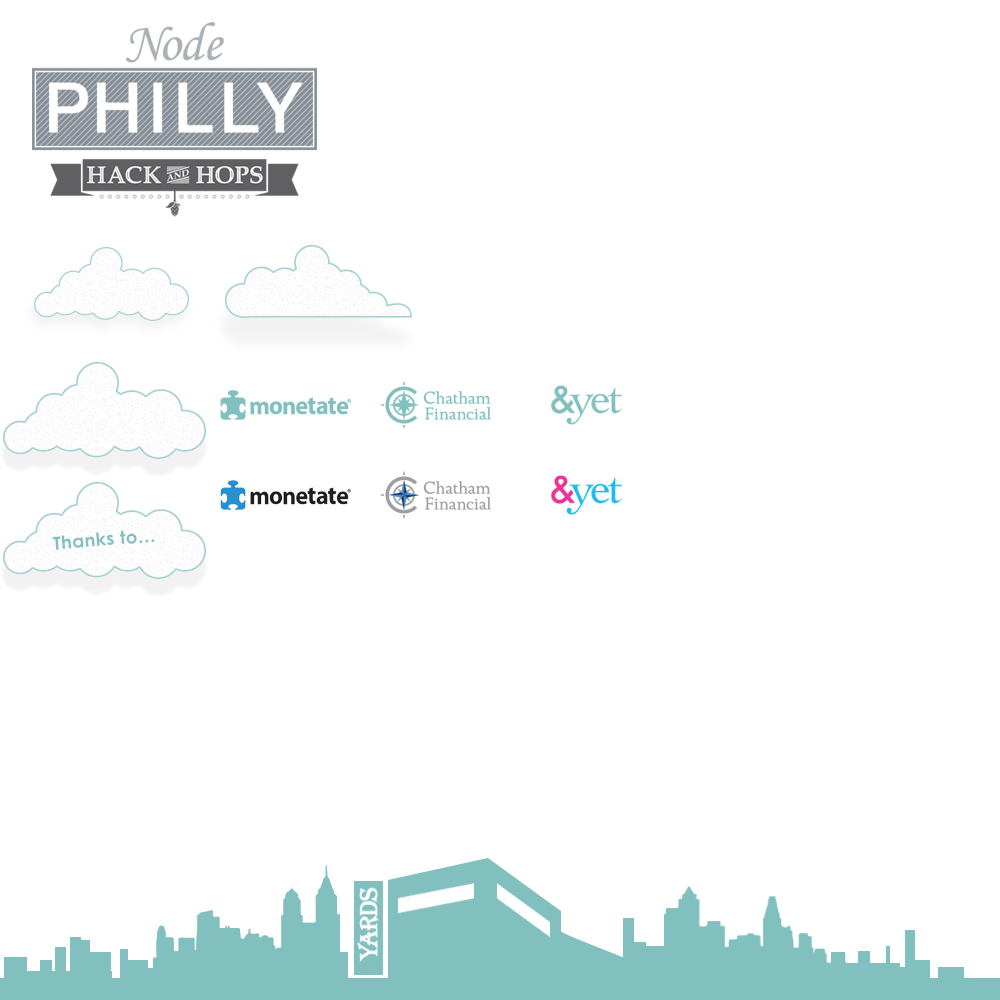 Node
PHILLY
HACK AND HOPS
monetate®
Chatham
Financial
&yet
monetate®
Chatham
Financial
&yet
Thanks to...
YARDS